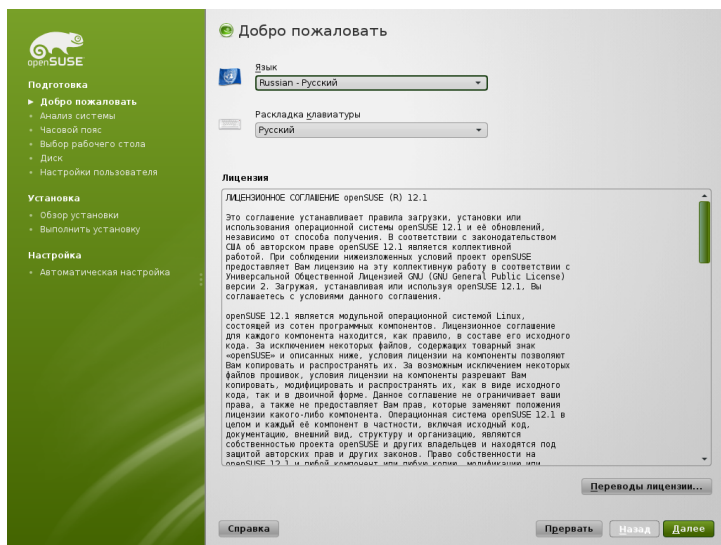 openSUSE
Подготовка
Добро пожаловать
Анализ системы
Часовой пояс
Выбор рабочего стола
Диск
Настройки пользователя
Установка
Обзор установки
Выполнить установку
Настройка
Автоматическая настройка
Добро пожаловать
Язык
Russian - Русский
Раскладка клавиатуры
Русский
Лицензия
ЛИЦЕНЗИОННОЕ СОГЛАШЕНИЕ openSUSE (R) 12.1
Это соглашение устанавливает правила загрузки, установки или
использования операционной системы openSUSE 12.1 и её обновлений,
независимо от способа получения. В соответствии с законодательством
США об авторском праве openSUSE 12.1 является коллективной
работой. При соблюдении нижеизложенных условий проект openSUSE
предоставляет Вам лицензию на эту коллективную работу в соответствии с
Универсальной Общественной Лицензией GNU (GNU General Public License)
версии 2. Загружая, устанавливая или используя openSUSE 12.1, Вы
соглашаетесь с условиями данного соглашения.
openSUSE 12.1 является модульной операционной системой Linux,
состоящей из сотен программных компонентов. Лицензионное соглашение
для каждого компонента находится, как правило, в составе его исходного
кода. За исключением некоторых файлов, содержащих товарный знак
«openSUSE» и описанных ниже, условия лицензии на компоненты позволяют
Вам копировать и распространять их. За возможным исключением некоторых
файлов прошивок, условия лицензии на компоненты разрешают Вам
копировать, модифицировать и распространять их, как в виде исходного
кода, так и в двоичной форме. Данное соглашение не ограничивает ваши
права, а также не предоставляет Вам прав, которые заменяют положения
лицензии какого-либо компонента. Операционная система openSUSE 12.1 в
целом и каждый её компонент в частности, включая исходный код,
документацию, внешний вид, структуру и организацию, являются
собственностью проекта openSUSE и других владельцев и находятся под
защитой авторских прав и других законов. Право собственности на
openSUSE 12.1 и любой компонент или любую копию, модификацию или
Переводы лицензии...
Справка
Прервать
Назад
Далее